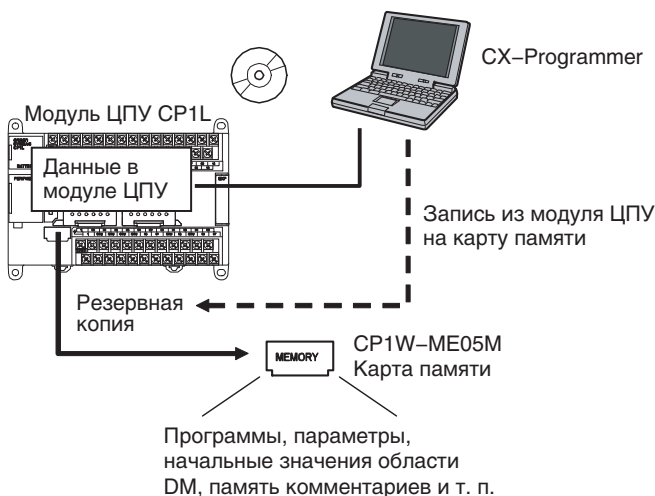 CX–Programmer
Модуль ЦПУ CP1L
Данные в
модуле ЦПУ
Запись из модуля ЦПУ
на карту памяти
Резервная
копия
MEMORY
CP1W–ME05M
Карта памяти
Программы, параметры,
начальные значения области
DM, память комментариев и т. п.